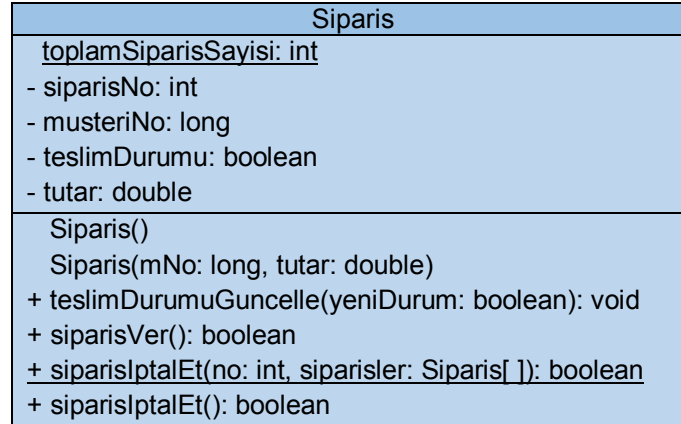 Siparis
toplamSiparisSayisi: int
- siparisNo: int
- musteriNo: long
- teslimDurumu: boolean
- tutar: double
Siparis()
Siparis(mNo: long, tutar: double)
+ teslimDurumuGuncelle(yeniDurum: boolean): void
+ siparisVer(): boolean
+ siparisIptalEt(no: int, siparisler: Siparis[ ]): boolean
+ siparisIptalEt(): boolean